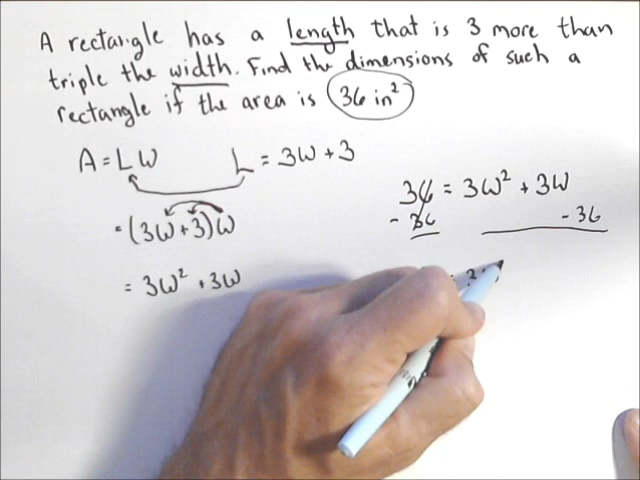 A rectangle has a length that is 3 more than
triple the width. Find the dimensions of such a
rectangle if the area is 36 in²
A = LW L = 3W + 3
= (3W + 3)W
= 3W² + 3W
36 = 3W² + 3W
- 36 - 36